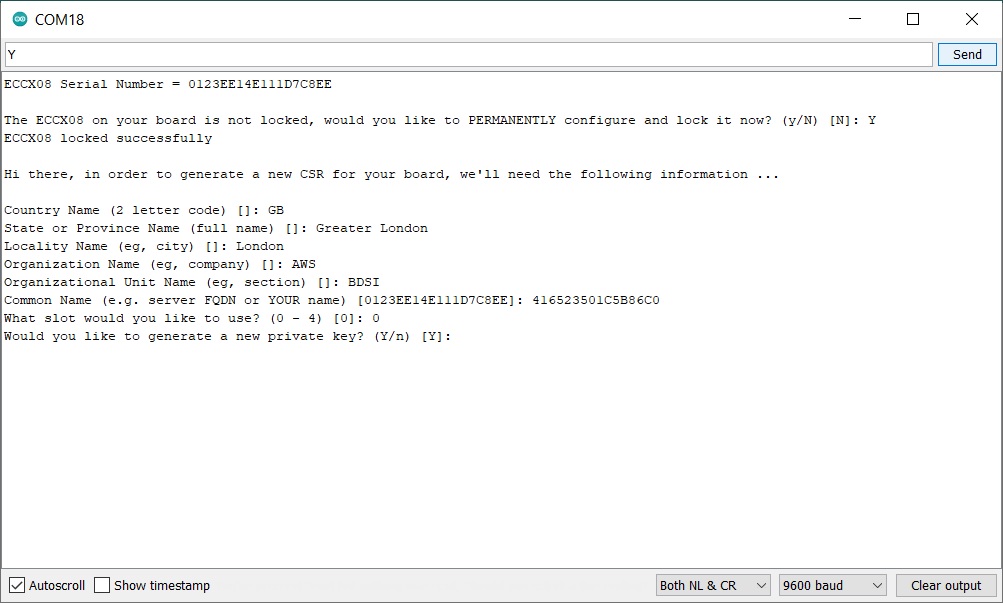 COM18
Y
Send
ECCX08 Serial Number = 0123EE14E111D7C8EE
The ECCX08 on your board is not locked, would you like to PERMANENTLY configure and lock it now? (y/N) [N]: Y
ECCX08 locked successfully
Hi there, in order to generate a new CSR for your board, we'll need the following information ...
Country Name (2 letter code) []: GB
State or Province Name (full name) []: Greater London
Locality Name (eg, city) []: London
Organization Name (eg, company) []: AWS
Organizational Unit Name (eg, section) []: BDSI
Common Name (e.g. server FQDN or YOUR name) [0123EE14E111D7C8EE]: 416523501C5B86C0
What slot would you like to use? (0 - 4) [0]: 0
Would you like to generate a new private key? (Y/n) [Y]:
Autoscroll Show timestamp Both NL & CR 9600 baud Clear output